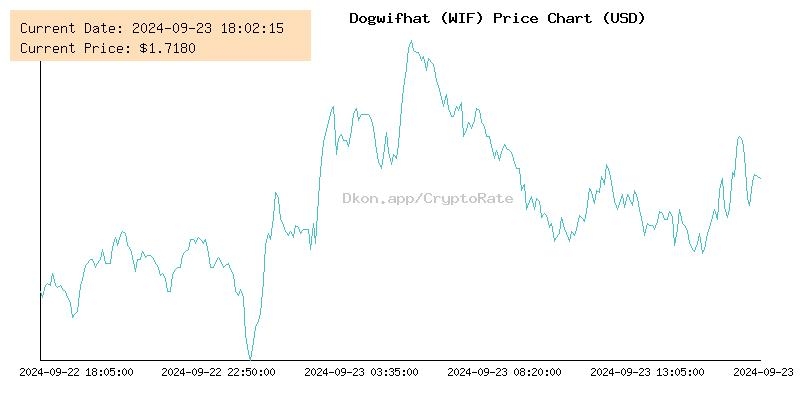 Dogwifhat (WIF) Price Chart (USD)
Current Date: 2024-09-23 18:02:15
Current Price: $1.7180
Dkon.app/CryptoRate
2024-09-22 18:05:00
2024-09-22 22:50:00
2024-09-23 03:35:00
2024-09-23 08:20:00
2024-09-23 13:05:00
2024-09-23